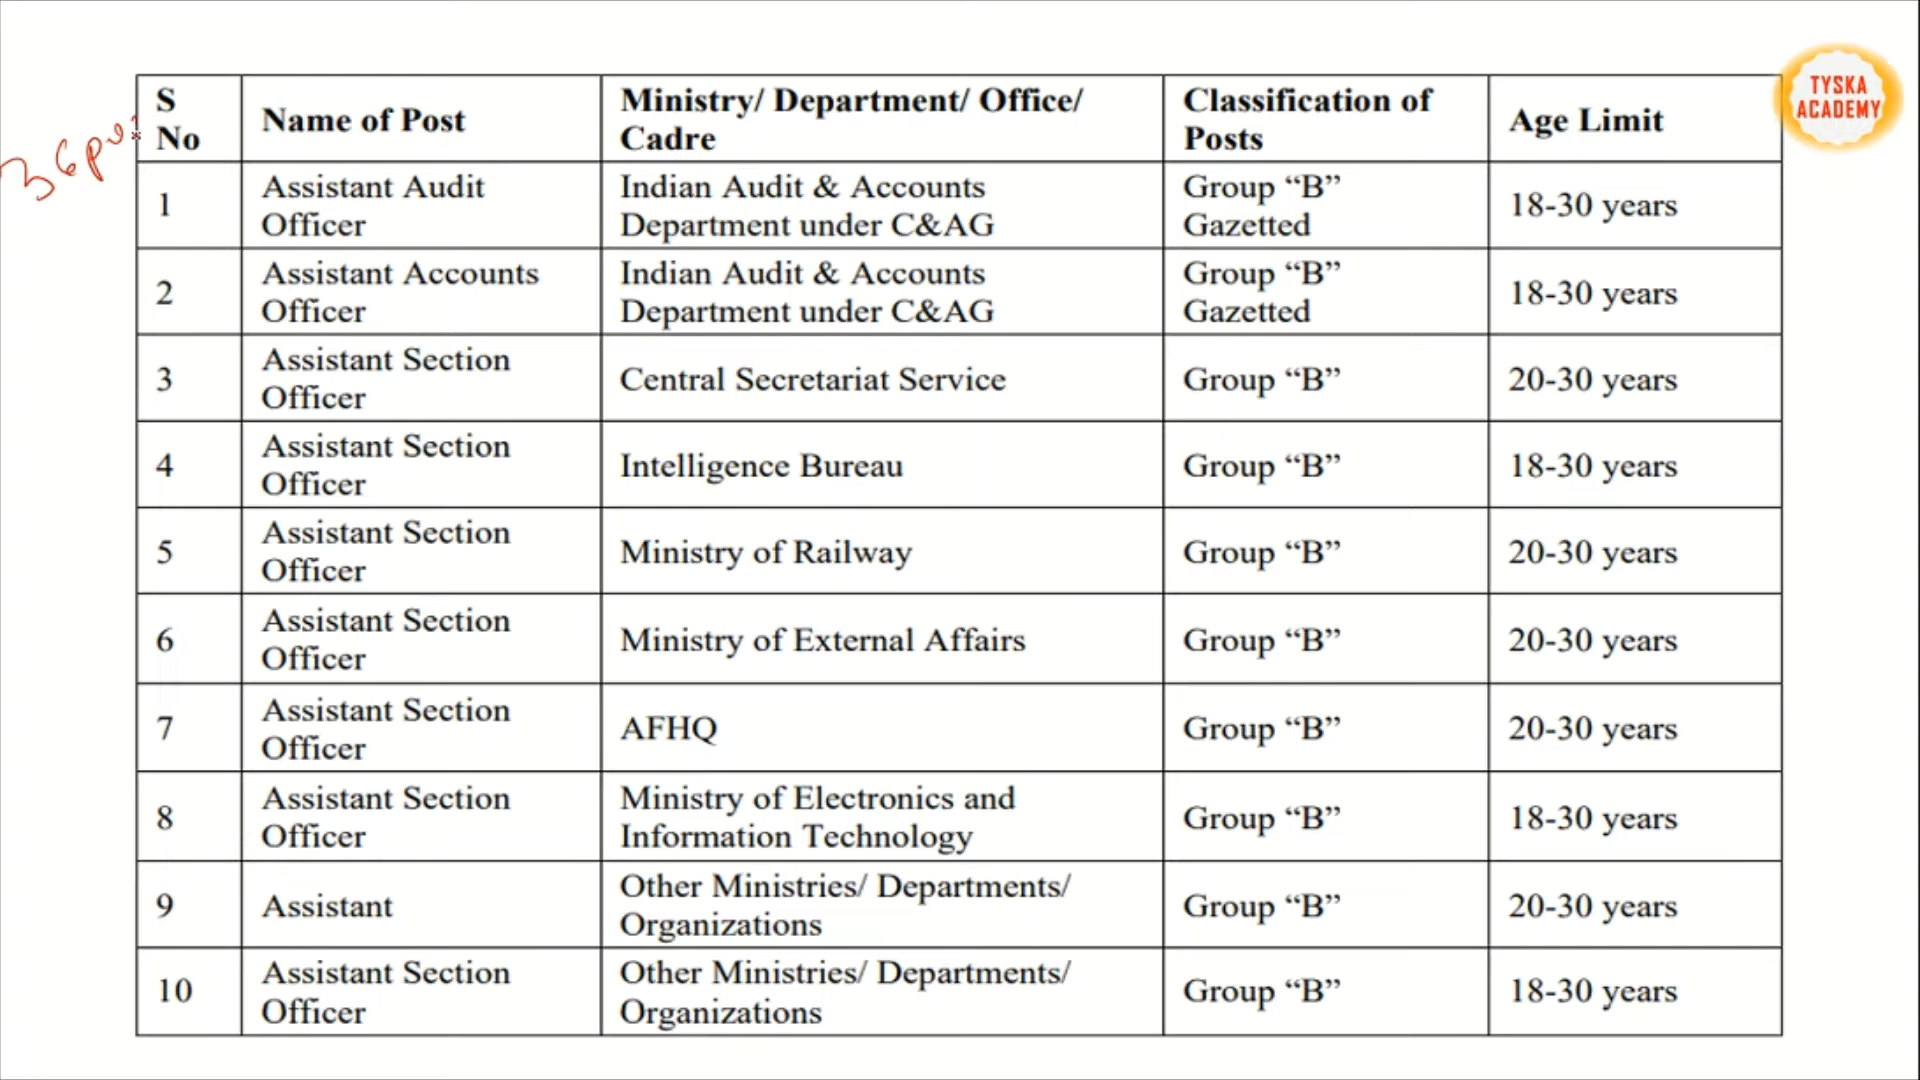 TYSKA
ACADEMY
S No | Name of Post | Ministry/ Department/ Office/ Cadre | Classification of Posts | Age Limit
1 | Assistant Audit Officer | Indian Audit & Accounts Department under C&AG | Group “B” Gazetted | 18-30 years
2 | Assistant Accounts Officer | Indian Audit & Accounts Department under C&AG | Group “B” Gazetted | 18-30 years
3 | Assistant Section Officer | Central Secretariat Service | Group “B” | 20-30 years
4 | Assistant Section Officer | Intelligence Bureau | Group “B” | 18-30 years
5 | Assistant Section Officer | Ministry of Railway | Group “B” | 20-30 years
6 | Assistant Section Officer | Ministry of External Affairs | Group “B” | 20-30 years
7 | Assistant Section Officer | AFHQ | Group “B” | 20-30 years
8 | Assistant Section Officer | Ministry of Electronics and Information Technology | Group “B” | 18-30 years
9 | Assistant | Other Ministries/ Departments/ Organizations | Group “B” | 20-30 years
10 | Assistant Section Officer | Other Ministries/ Departments/ Organizations | Group “B” | 18-30 years
36